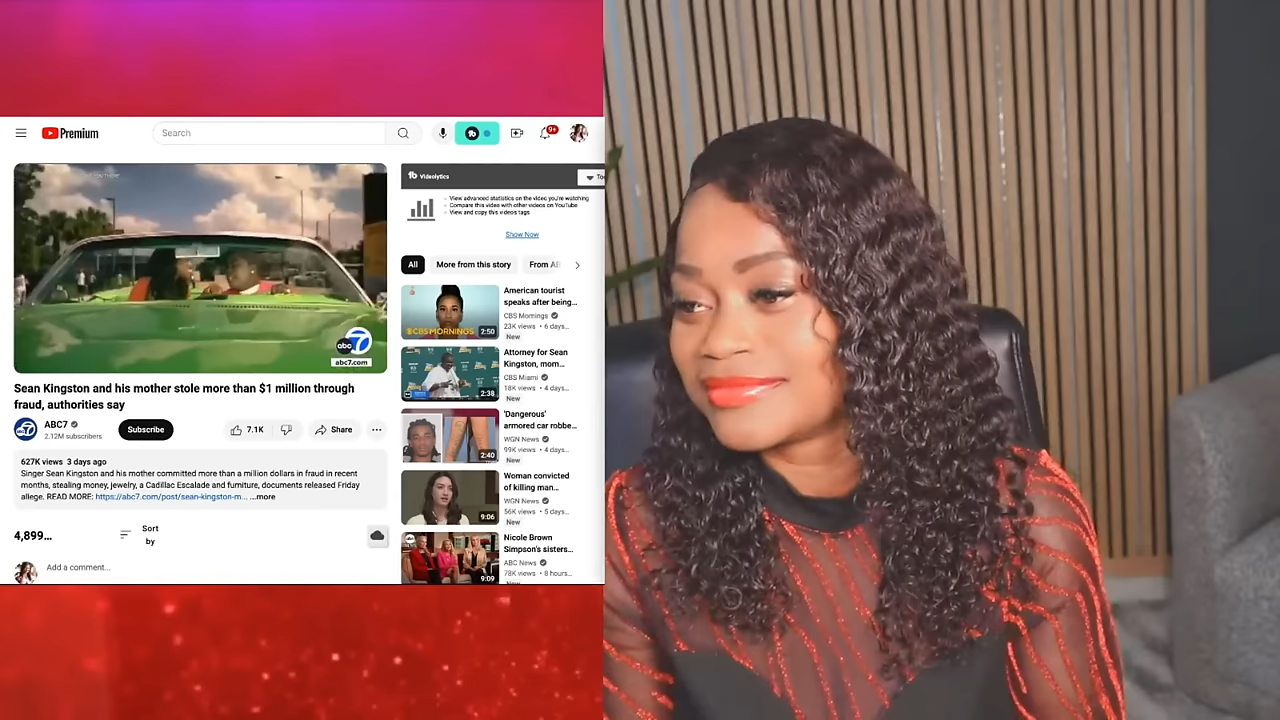 Premium
Search
9+
abc 7
abc7.com
Sean Kingston and his mother stole more than $1 million through
fraud, authorities say
ABC7
2.12M subscribers
Subscribe
7.1K
Share
627K views 3 days ago
Singer Sean Kingston and his mother committed more than a million dollars in fraud in recent
months, stealing money, jewelry, a Cadillac Escalade and furniture, documents released Friday
allege. READ MORE: https://abc7.com/post/sean-kingston-m... ...more
4,899...
Sort
by
Add a comment...
tb Videolytics
View advanced statistics on the video you're watching
Compare this video with other videos on YouTube
View and copy this videos tags
Show Now
All
More from this story
From AB
CBS MORNINGS
2:50
American tourist
speaks after being...
CBS Mornings
23K views • 6 days...
New
2:38
Attorney for Sean
Kingston, mom...
CBS Miami
18K views • 4 days...
New
2:40
'Dangerous'
armored car robbe...
WGN News
99K views • 4 days...
New
9:06
Woman convicted
of killing man...
WGN News
56K views • 5 days...
New
9:09
Nicole Brown
Simpson's sisters...
ABC News
78K views • 8 hours...